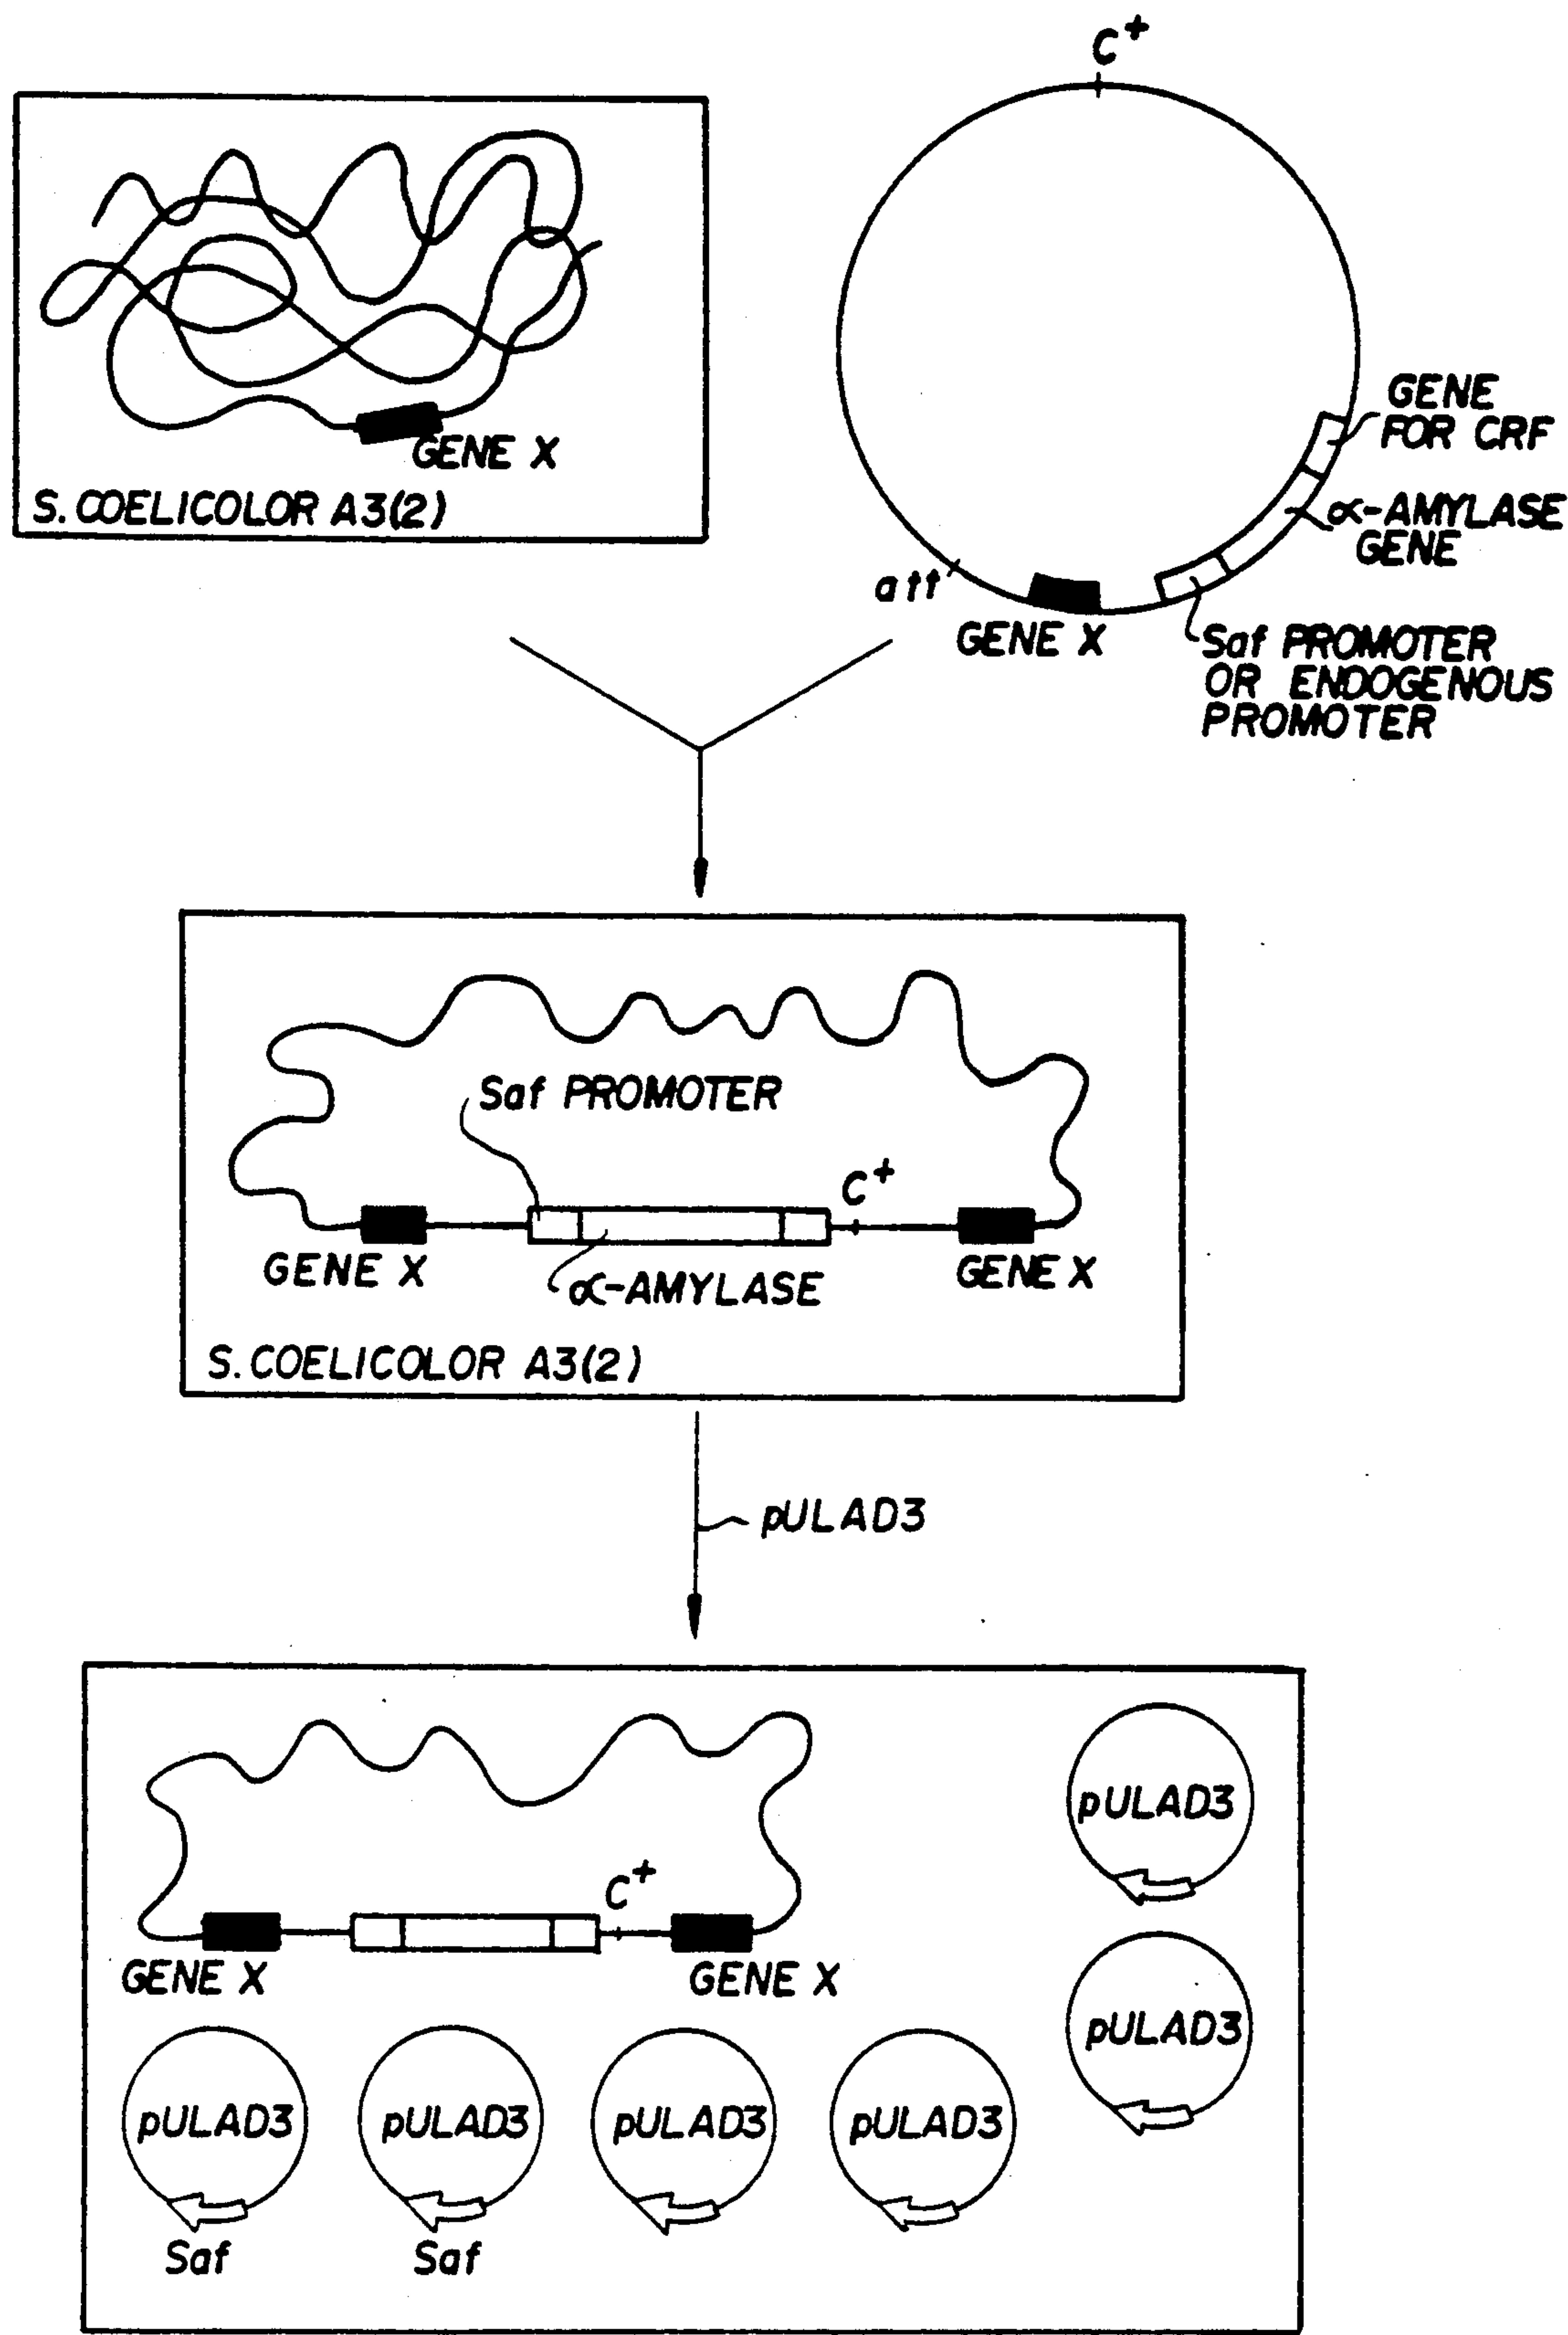 C+
GENE
FOR CRF
α-AMYLASE
GENE
att
GENE X
Saf PROMOTER
OR ENDOGENOUS
PROMOTER
GENE X
S. COELICOLOR A3(2)
Saf PROMOTER
C+
GENE X
α-AMYLASE
GENE X
S. COELICOLOR A3(2)
pULAD3
pULAD3
C+
GENE X
GENE X
pULAD3
pULAD3
pULAD3
pULAD3
pULAD3
Saf
Saf